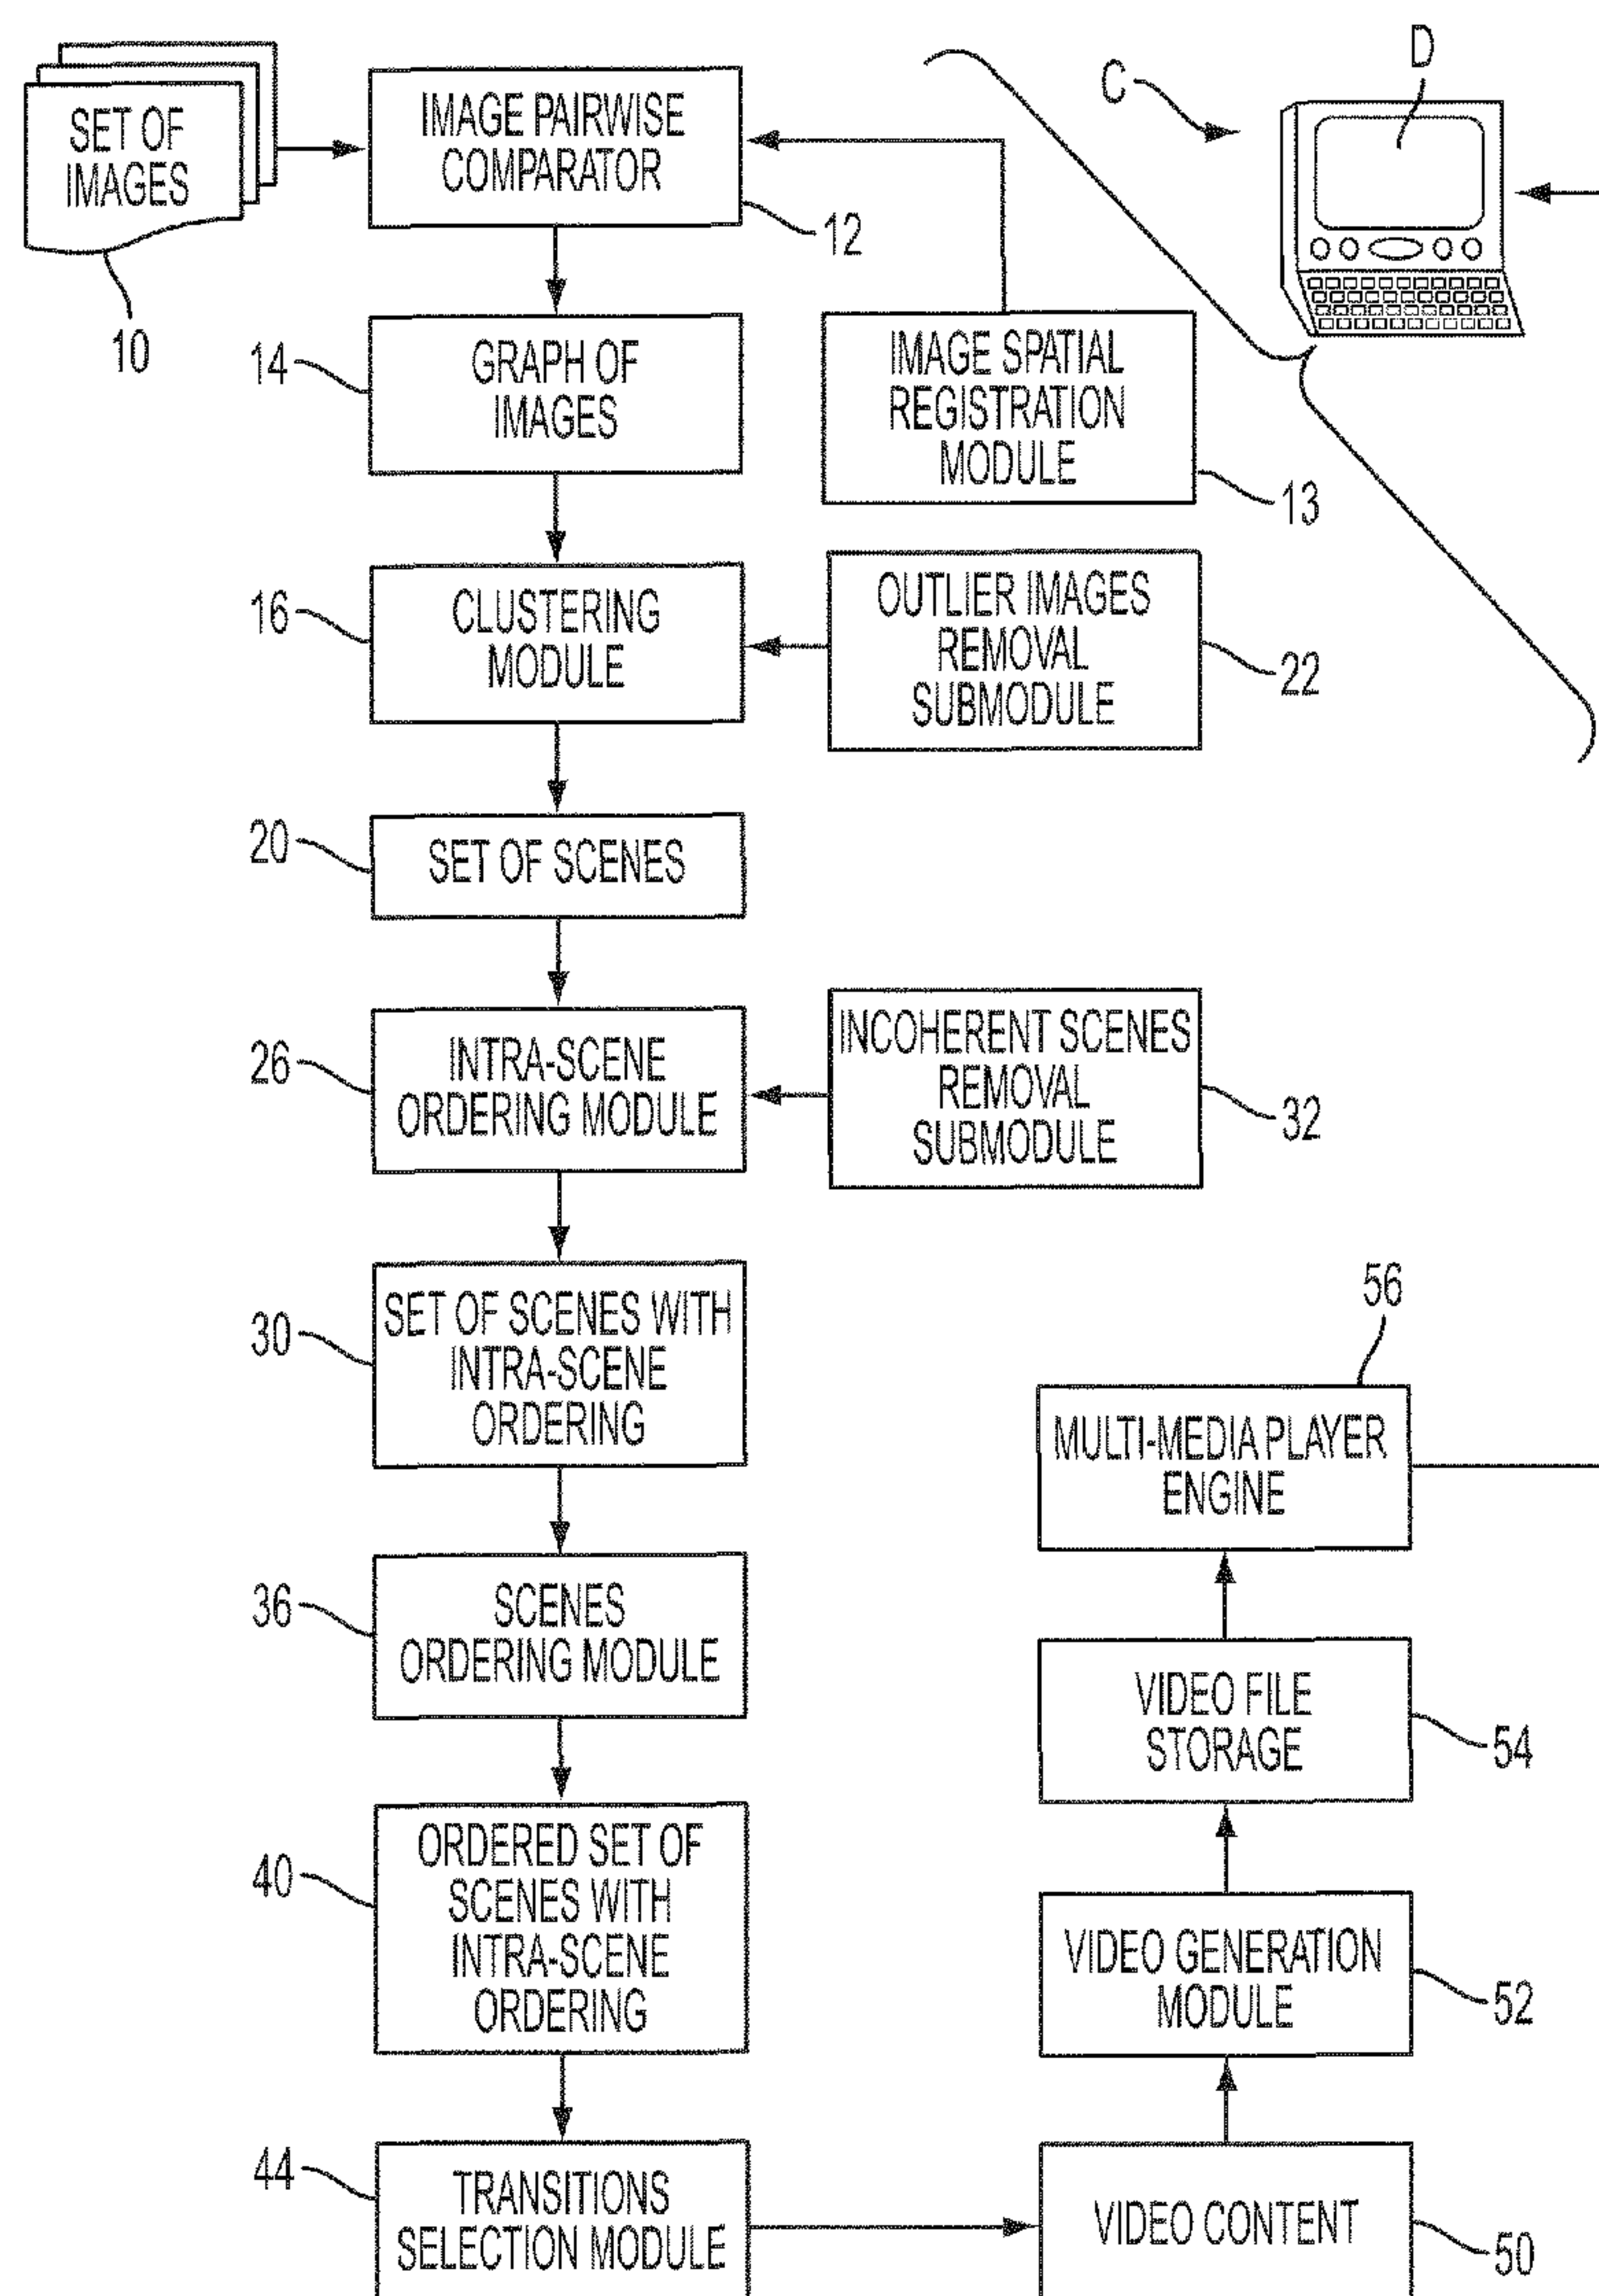 SET OF
IMAGES
10
IMAGE PAIRWISE
COMPARATOR
12
C
D
GRAPH OF
IMAGES
14
IMAGE SPATIAL
REGISTRATION
MODULE
13
CLUSTERING
MODULE
16
OUTLIER IMAGES
REMOVAL
SUBMODULE
22
20
SET OF SCENES
26
INTRA-SCENE
ORDERING MODULE
INCOHERENT SCENES
REMOVAL
SUBMODULE
32
30
SET OF SCENES WITH
INTRA-SCENE
ORDERING
36
SCENES
ORDERING MODULE
40
ORDERED SET OF
SCENES WITH
INTRA-SCENE
ORDERING
44
TRANSITIONS
SELECTION MODULE
VIDEO CONTENT
50
VIDEO GENERATION
MODULE
52
VIDEO FILE
STORAGE
54
MULTI-MEDIA PLAYER
ENGINE
56